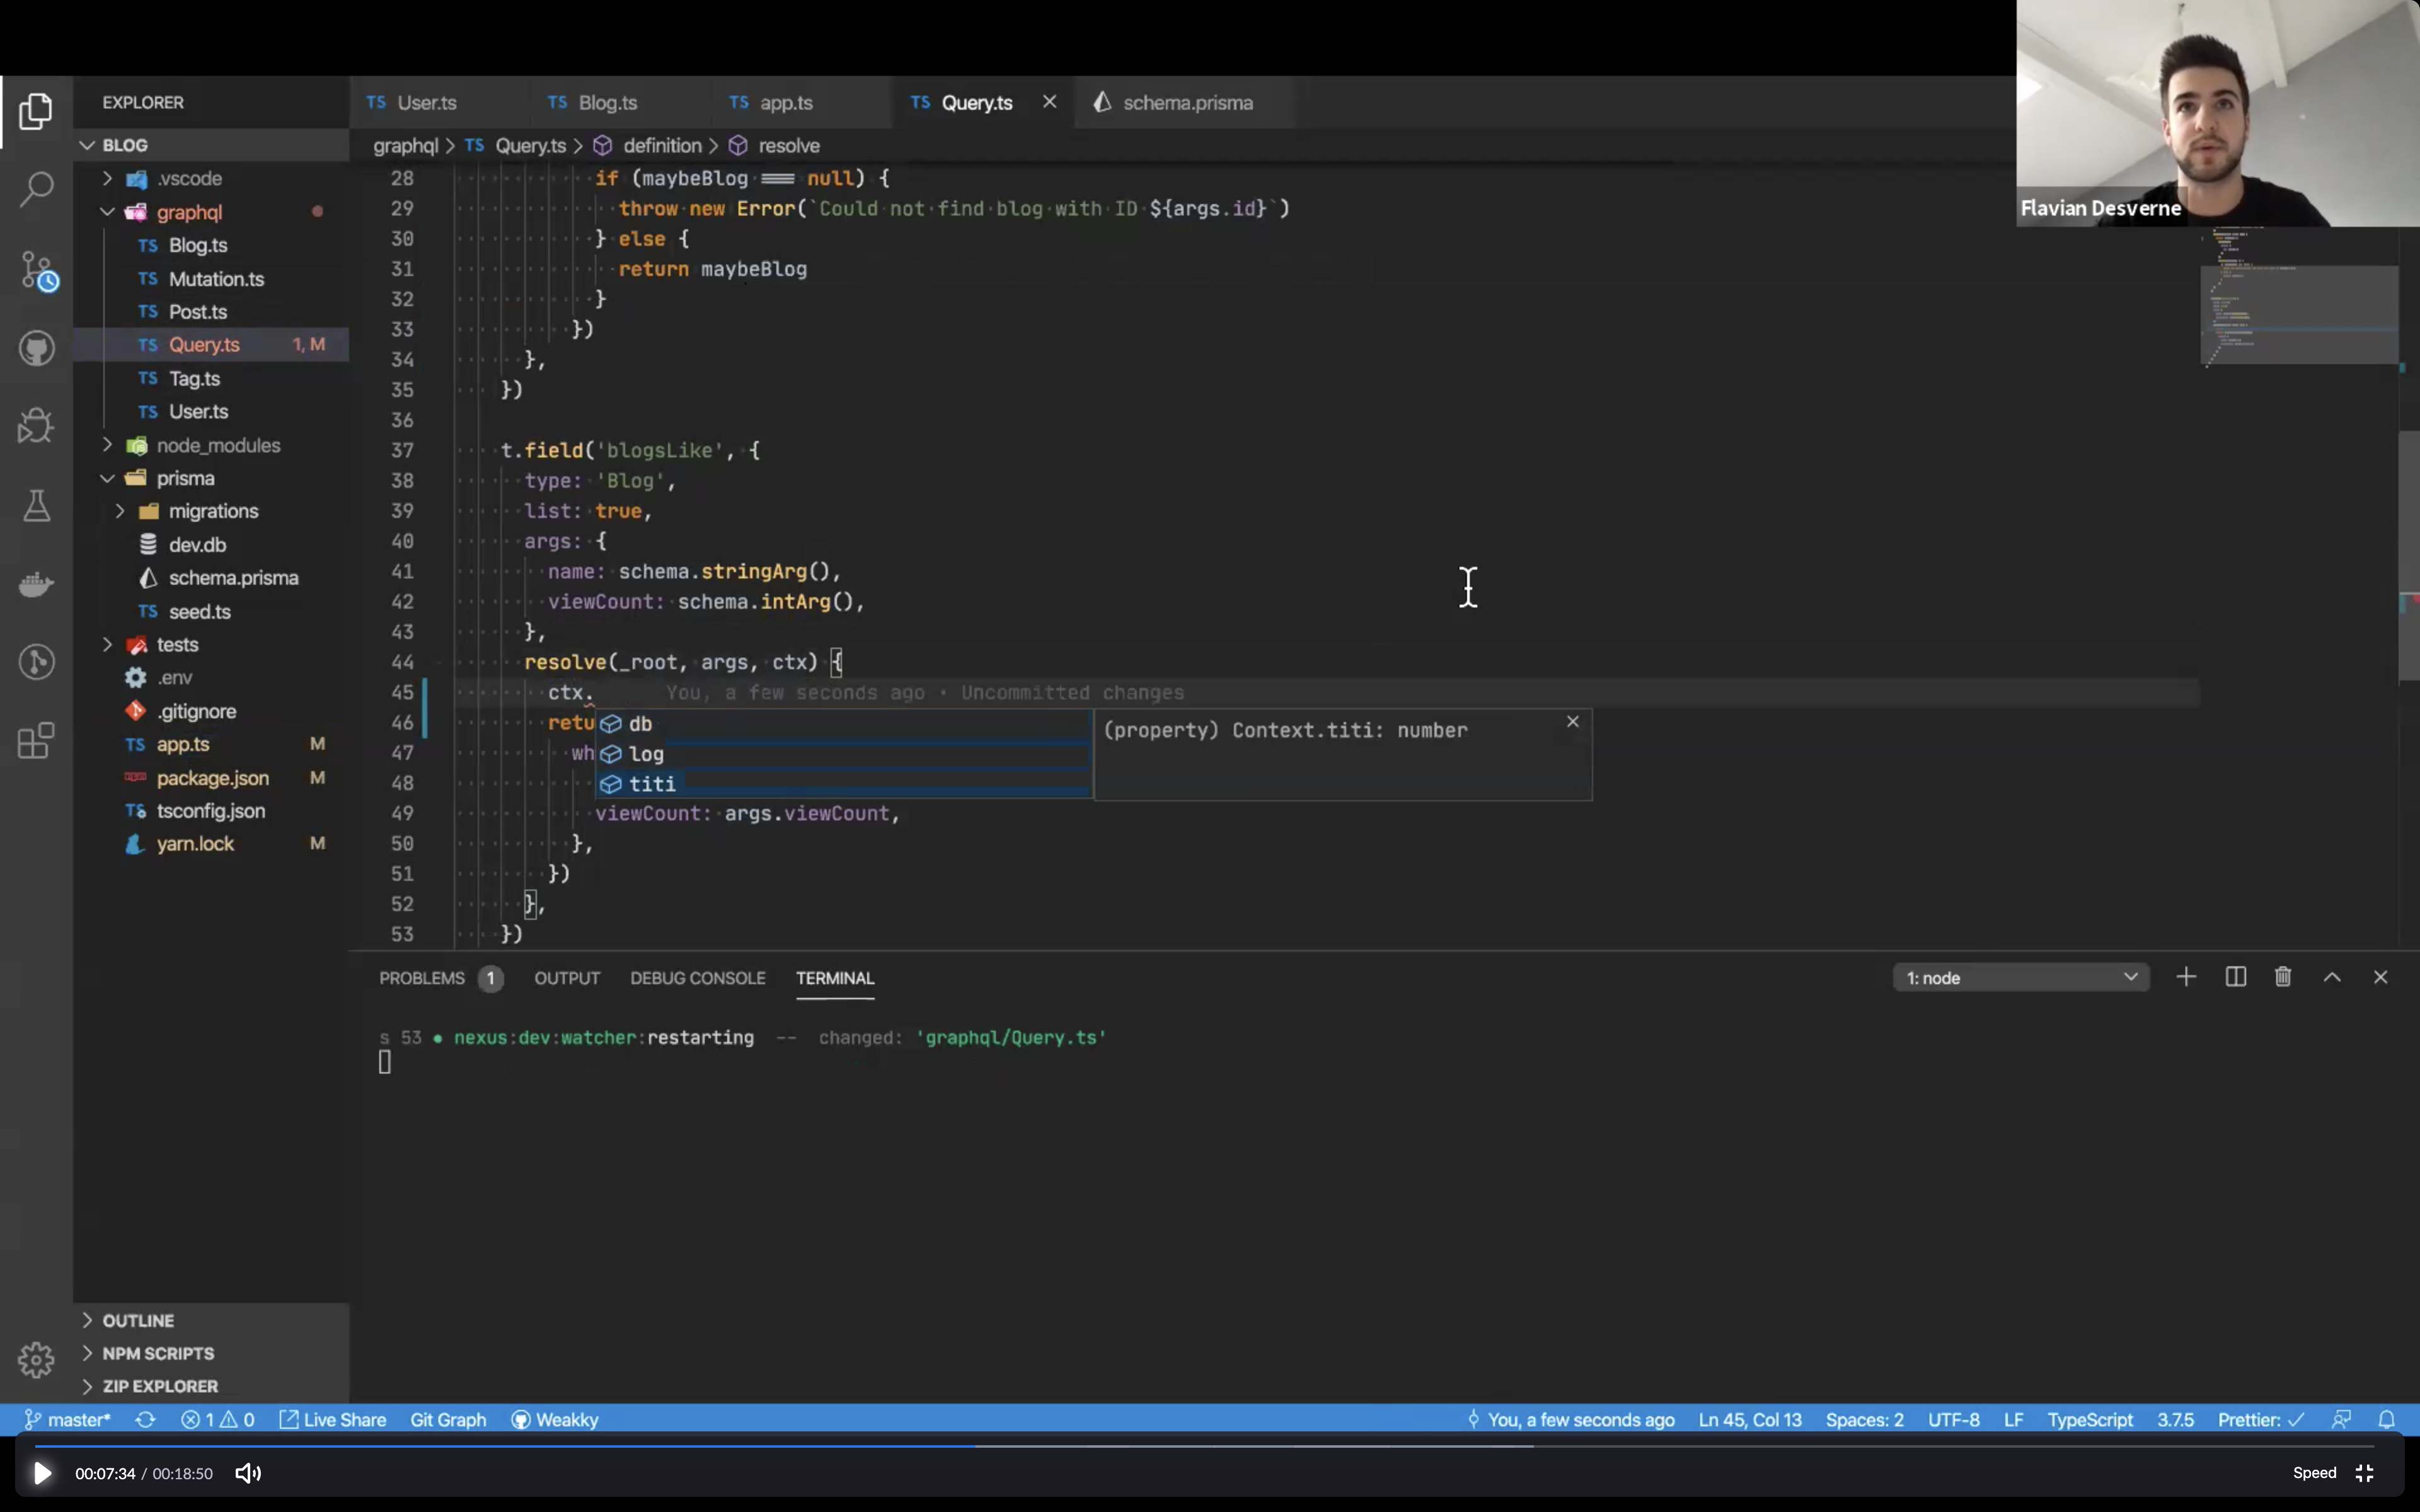 Flavian Desverne
EXPLORER
BLOG
.vscode
graphql
Blog.ts
Mutation.ts
Post.ts
Query.ts 1, M
Tag.ts
User.ts
node_modules
prisma
migrations
dev.db
schema.prisma
seed.ts
tests
.env
.gitignore
app.ts M
package.json M
tsconfig.json
yarn.lock M
OUTLINE
NPM SCRIPTS
ZIP EXPLORER
TS User.ts TS Blog.ts TS app.ts TS Query.ts schema.prisma
graphql > TS Query.ts > definition > resolve
28 if (maybeBlog === null) {
29 throw new Error(`Could not find blog with ID ${args.id}`)
30 } else {
31 return maybeBlog
32 }
33 })
34 },
35 })
36
37 t.field('blogsLike', {
38 type: 'Blog',
39 list: true,
40 args: {
41 name: schema.stringArg(),
42 viewCount: schema.intArg(),
43 },
44 resolve(_root, args, ctx) {
45 ctx. You, a few seconds ago • Uncommitted changes
46 retu db (property) Context.titi: number
47 wh log
48 titi
49 viewCount: args.viewCount,
50 },
51 })
52 },
53 })
PROBLEMS 1 OUTPUT DEBUG CONSOLE TERMINAL 1: node
s 53 ● nexus:dev:watcher:restarting -- changed: 'graphql/Query.ts'
master* 1 0 Live Share Git Graph Weakky You, a few seconds ago Ln 45, Col 13 Spaces: 2 UTF-8 LF TypeScript 3.7.5 Prettier: ✓
00:07:34 / 00:18:50 Speed